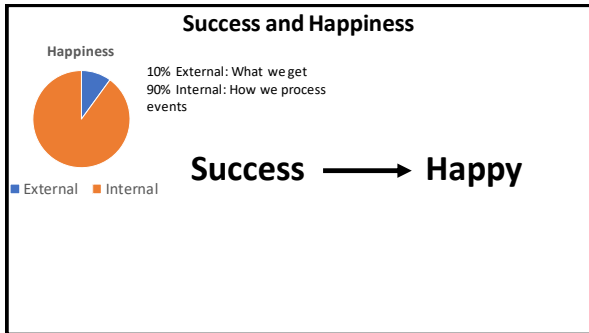 Success and Happiness
Happiness
10% External: What we get
90% Internal: How we process
events
Success Happy
External Internal